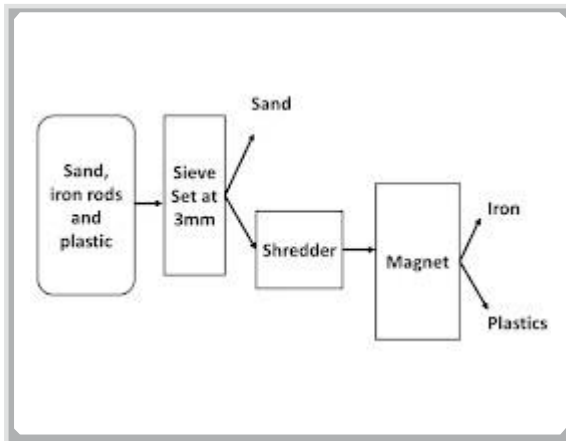 Sand,
iron rods
and
plastic
Sieve
Set at
3mm
Sand
Shredder
Magnet
Iron
Plastics